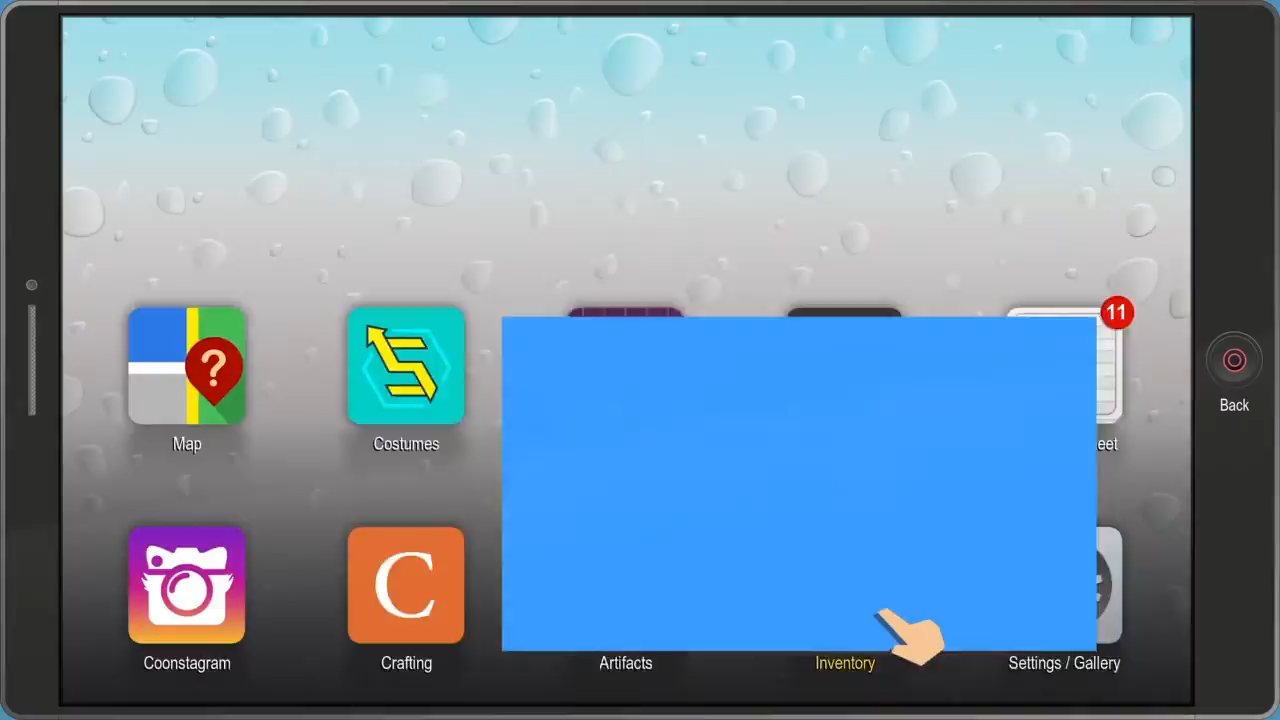 11
?
Map
Costumes
eet
Back
C
Coonstagram
Crafting
Artifacts
Inventory
Settings / Gallery